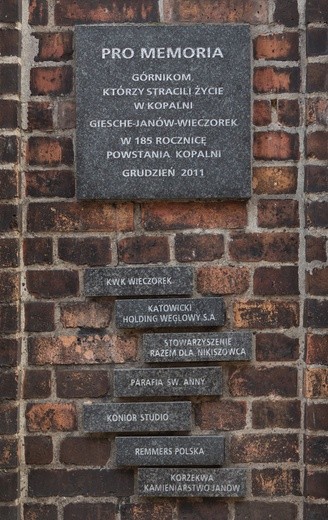 PRO MEMORIA
GÓRNIKOM,
KTÓRZY STRACILI ŻYCIE
W KOPALNI
GIESCHE-JANÓW-WIECZOREK
W 185 ROCZNICĘ
POWSTANIA KOPALNI
GRUDZIEŃ 2011
KWK WIECZOREK
KATOWICKI
HOLDING WĘGLOWY S.A.
STOWARZYSZENIE
RAZEM DLA NIKISZOWCA
PARAFIA ŚW. ANNY
KONIOR STUDIO
REMMERS POLSKA
KORZEKWA
KAMIENIARSTWO JANÓW